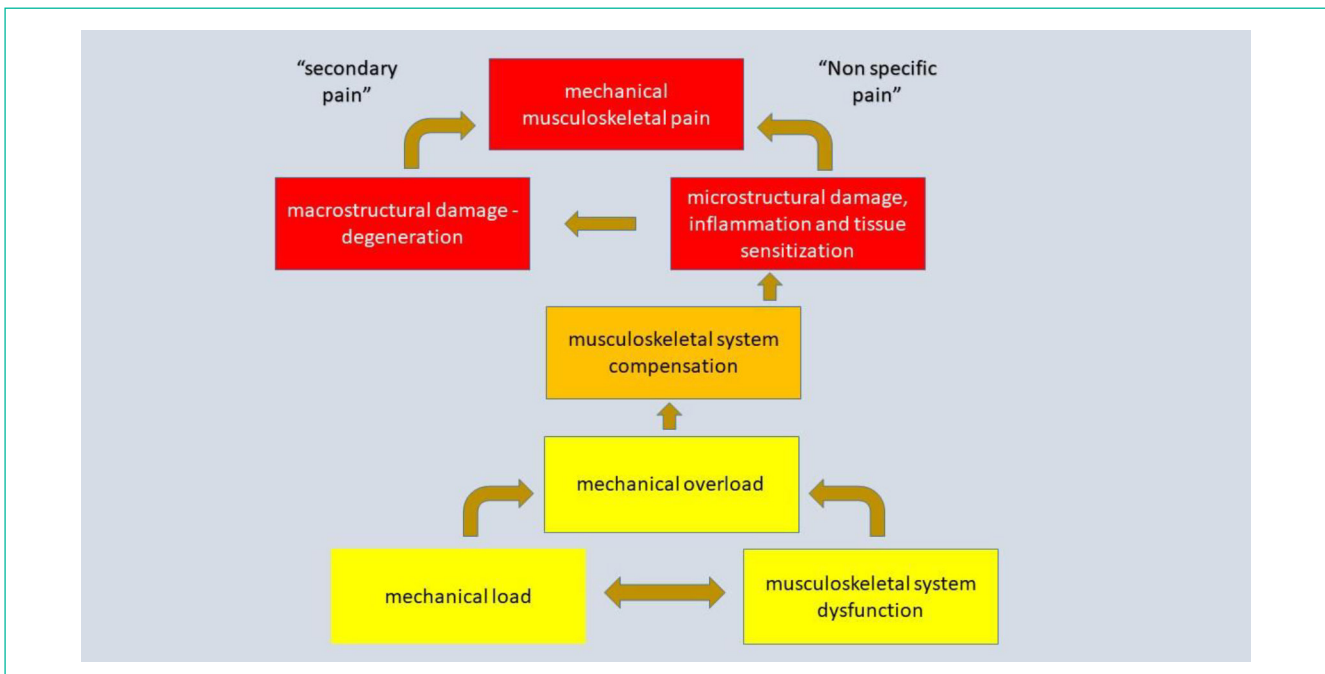 “secondary
pain”
mechanical
musculoskeletal pain
“Non specific
pain”
macrostructural damage -
degeneration
microstructural damage,
inflammation and tissue
sensitization
musculoskeletal system
compensation
mechanical overload
mechanical load
musculoskeletal system
dysfunction